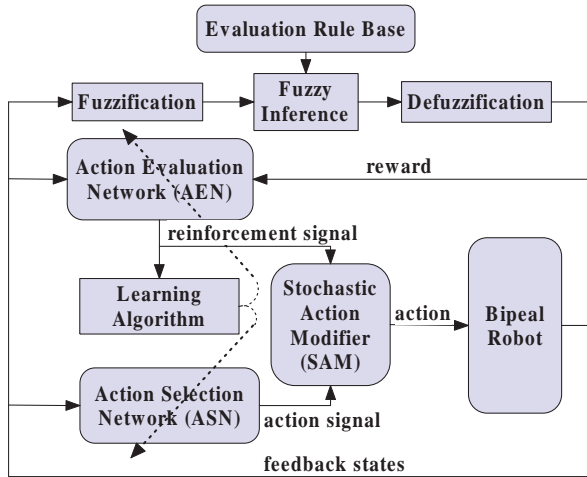 Evaluation Rule Base
Fuzzification
Fuzzy
Inference
Defuzzification
Action Evaluation
Network (AEN)
reward
reinforcement signal
Learning
Algorithm
Stochastic
Action
Modifier
(SAM)
action
Bipeal
Robot
Action Selection
Network (ASN)
action signal
feedback states